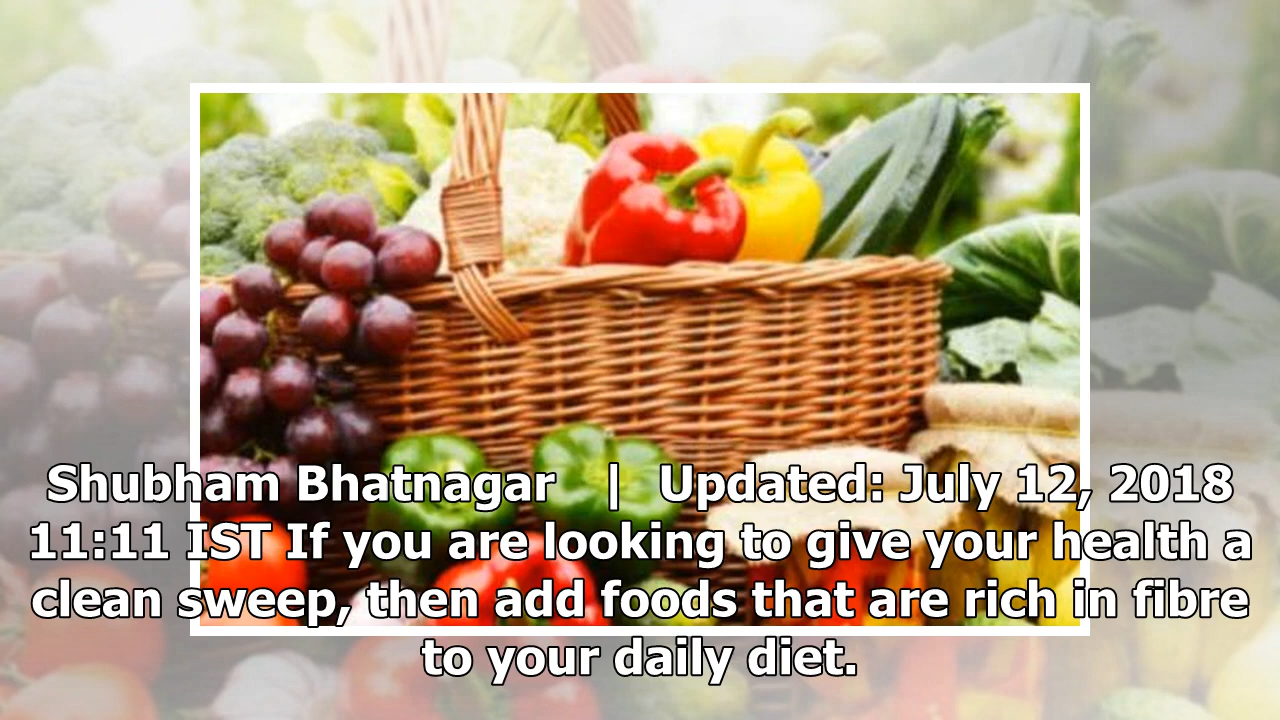 Shubham Bhatnagar | Updated: July 12, 2018
11:11 IST If you are looking to give your health a
clean sweep, then add foods that are rich in fibre
to your daily diet.